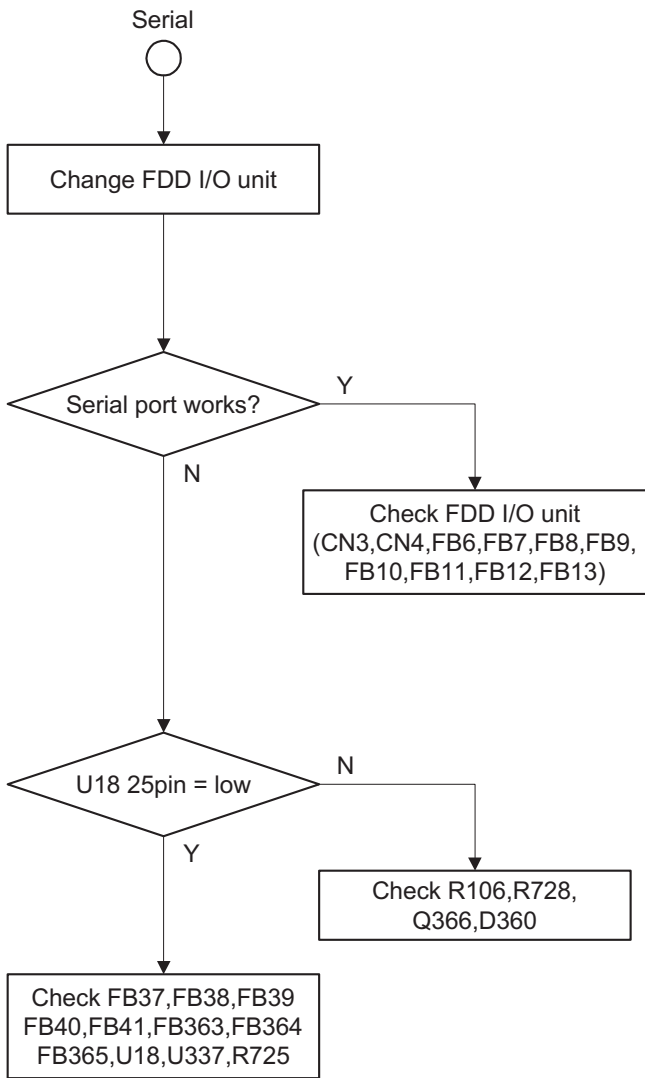 Serial
Change FDD I/O unit
Serial port works?
Y
N
Check FDD I/O unit
(CN3,CN4,FB6,FB7,FB8,FB9,
FB10,FB11,FB12,FB13)
U18 25pin = low
N
Y
Check R106,R728,
Q366,D360
Check FB37,FB38,FB39
FB40,FB41,FB363,FB364
FB365,U18,U337,R725